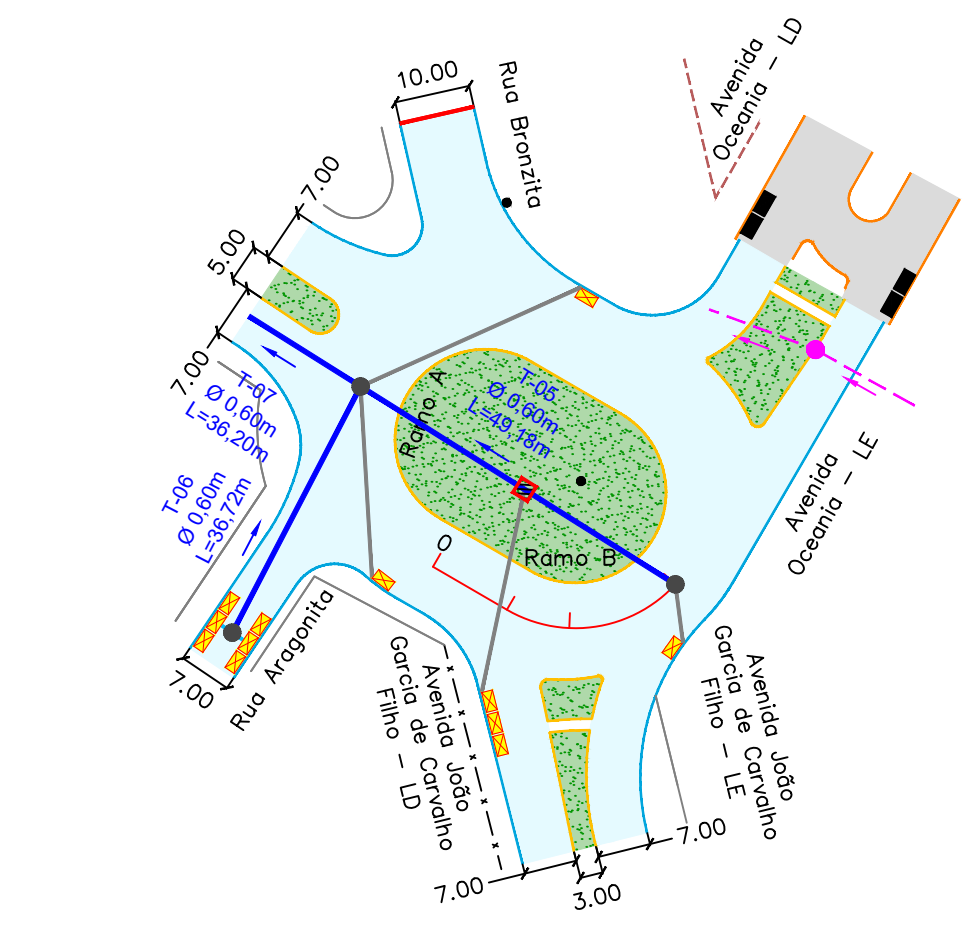 10.00
Rua Bronzita
Avenida
Oceania - LD
7.00
5.00
7.00
T-07
Ø 0,60m
L=36,20m
Ramo A
T-05
Ø 0,60m
L=49,18m
T-06
Ø 0,60m
L=36,72m
Avenida
Oceania - LE
0
Ramo B
Rua Aragonita
7.00
Avenida João
Garcia de Carvalho
Filho - LD
Avenida João
Garcia de Carvalho
Filho - LE
7.00
7.00
3.00